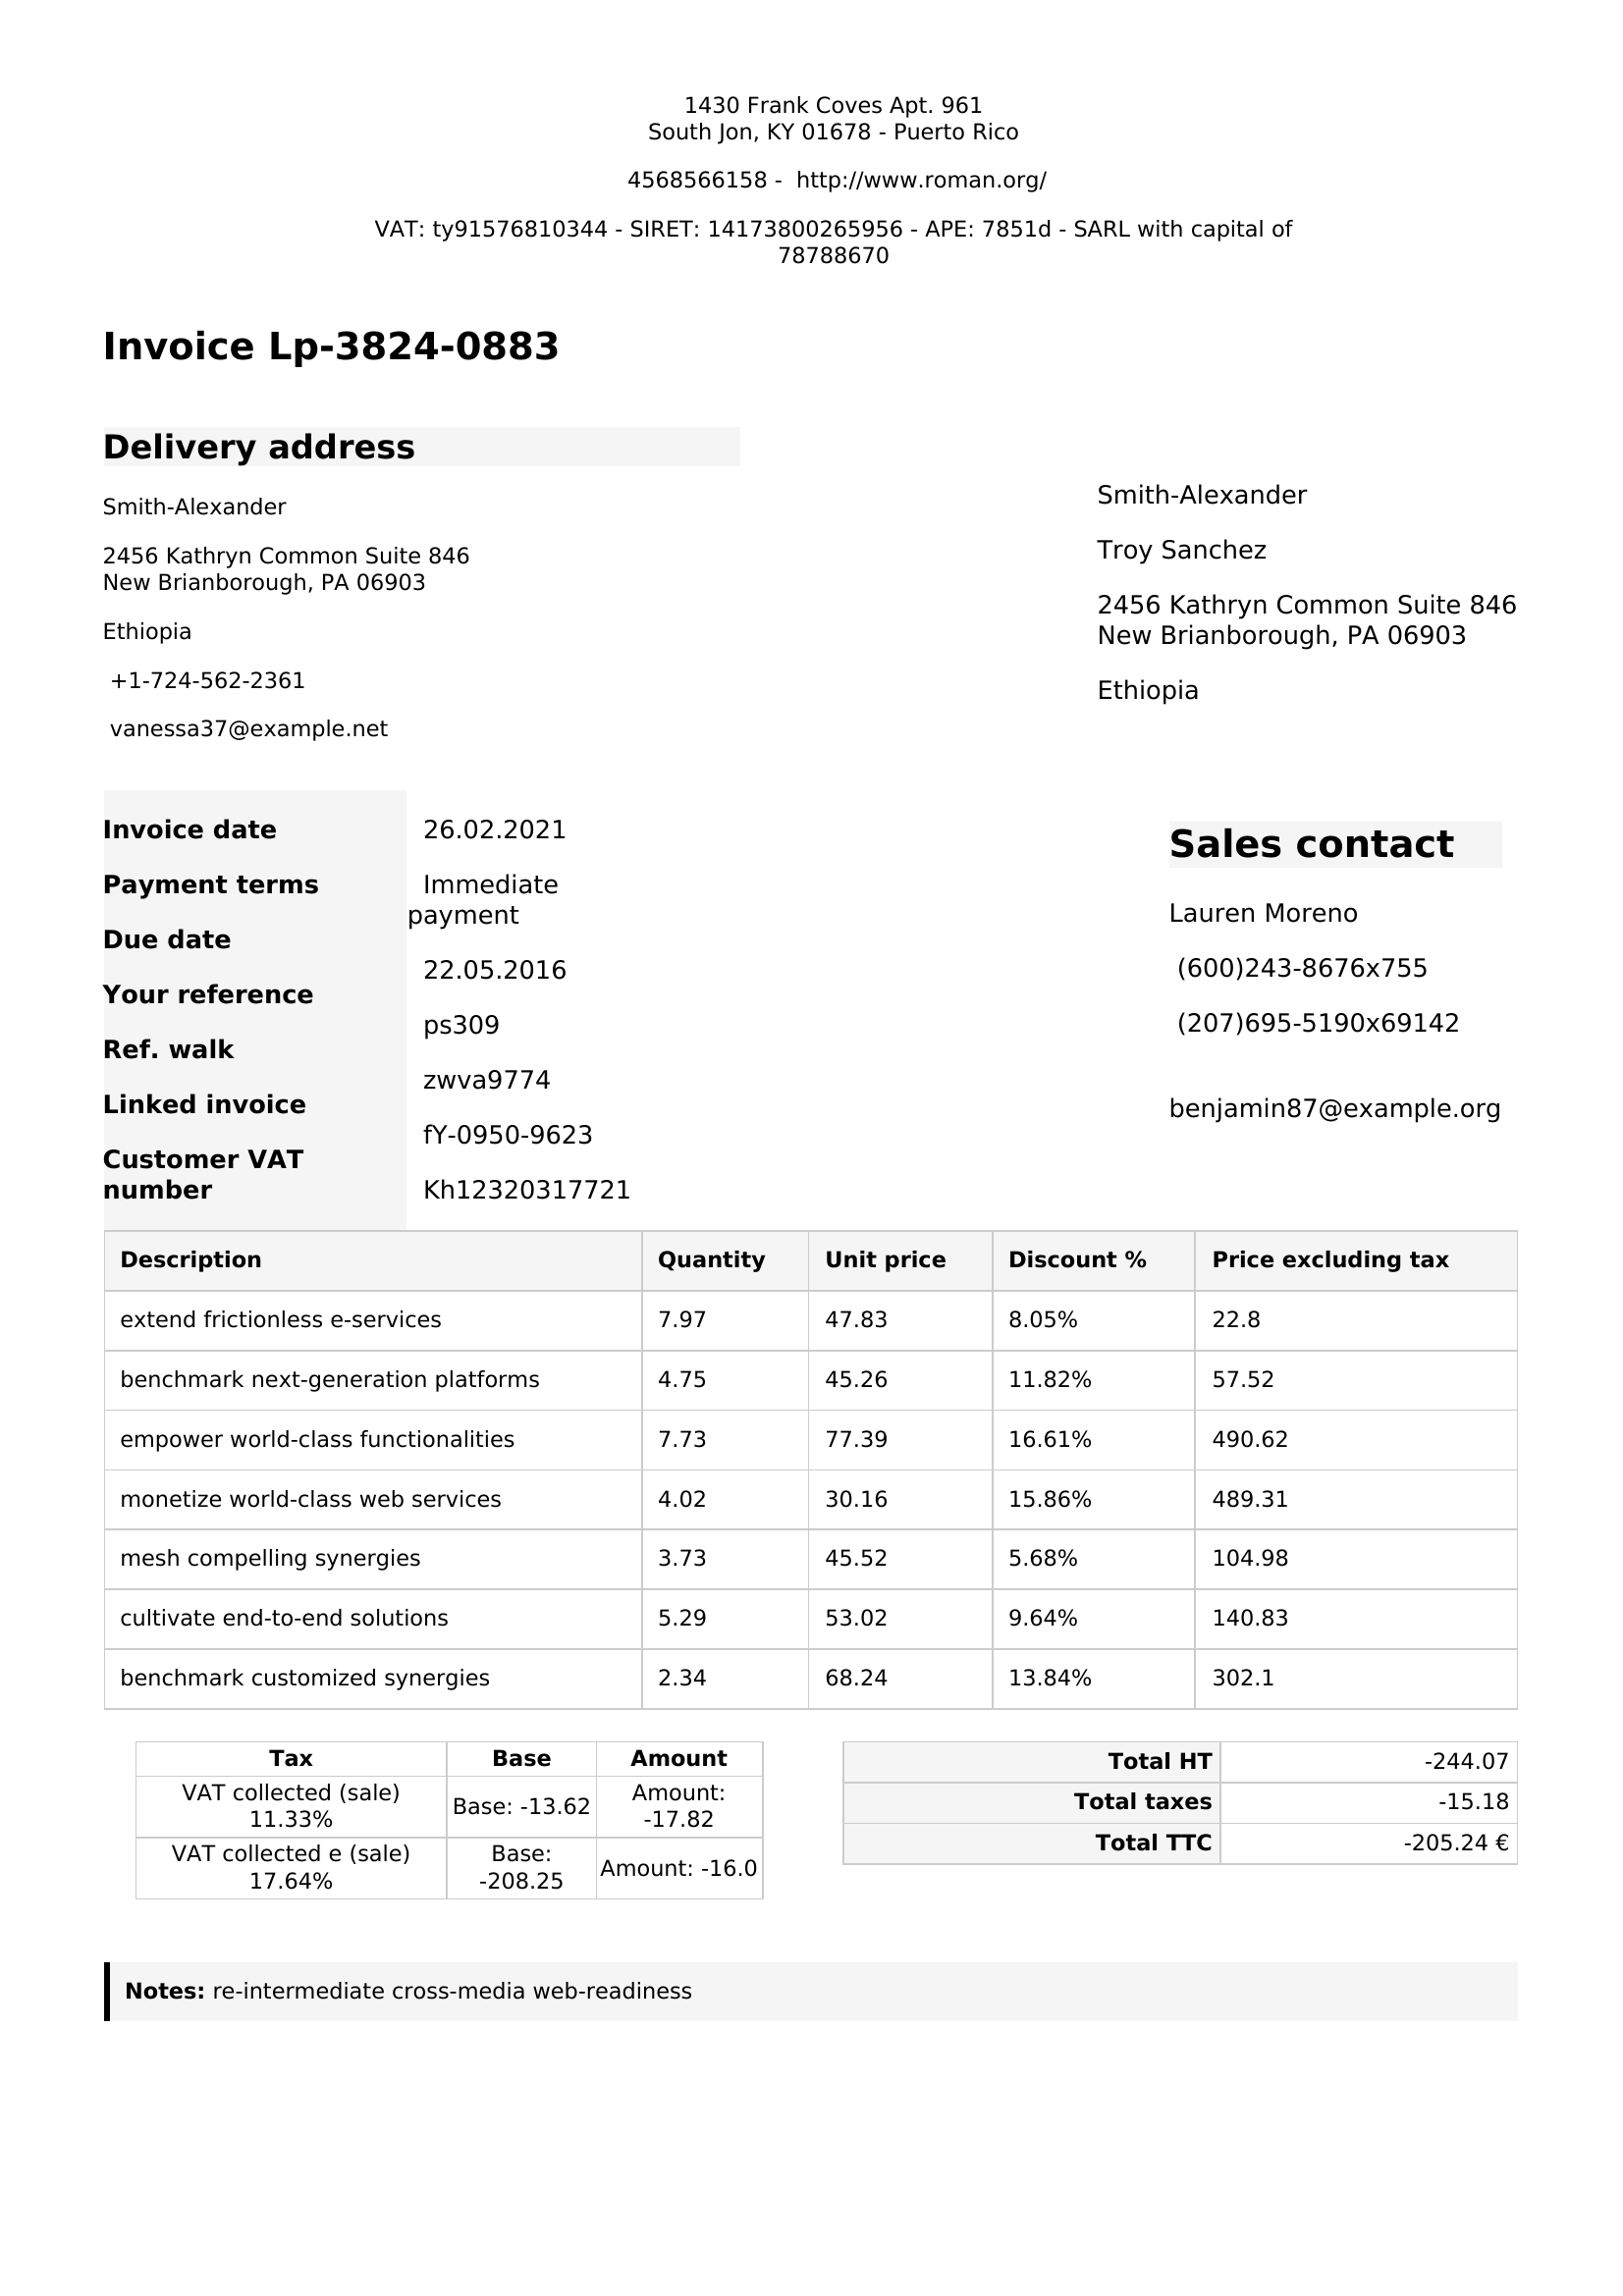 1430 Frank Coves Apt. 961
South Jon, KY 01678 - Puerto Rico
4568566158 - http://www.roman.org/
VAT: ty91576810344 - SIRET: 14173800265956 - APE: 7851d - SARL with capital of
78788670
Invoice Lp-3824-0883
Delivery address
Smith-Alexander
2456 Kathryn Common Suite 846
New Brianborough, PA 06903
Ethiopia
+1-724-562-2361
vanessa37@example.net
Smith-Alexander
Troy Sanchez
2456 Kathryn Common Suite 846
New Brianborough, PA 06903
Ethiopia
Invoice date
Payment terms
Due date
Your reference
Ref. walk
Linked invoice
Customer VAT
number
26.02.2021
Immediate
payment
22.05.2016
ps309
zwva9774
fY-0950-9623
Kh12320317721
Sales contact
Lauren Moreno
(600)243-8676x755
(207)695-5190x69142
benjamin87@example.org
Description Quantity Unit price Discount % Price excluding tax
extend frictionless e-services 7.97 47.83 8.05% 22.8
benchmark next-generation platforms 4.75 45.26 11.82% 57.52
empower world-class functionalities 7.73 77.39 16.61% 490.62
monetize world-class web services 4.02 30.16 15.86% 489.31
mesh compelling synergies 3.73 45.52 5.68% 104.98
cultivate end-to-end solutions 5.29 53.02 9.64% 140.83
benchmark customized synergies 2.34 68.24 13.84% 302.1
Tax Base Amount
VAT collected (sale)
11.33%
Base: -13.62
Amount:
-17.82
VAT collected e (sale)
17.64%
Base:
-208.25
Amount: -16.0
Total HT -244.07
Total taxes -15.18
Total TTC -205.24 €
Notes: re-intermediate cross-media web-readiness